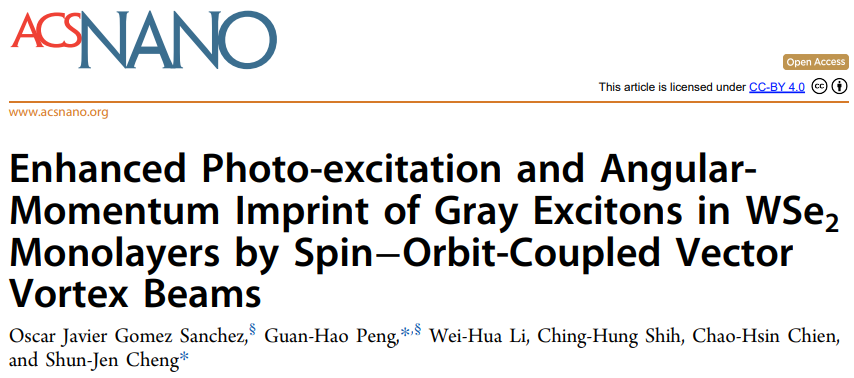 ACSNANO
Open Access
This article is licensed under CC-BY 4.0
www.acsnano.org
Enhanced Photo-excitation and Angular-
Momentum Imprint of Gray Excitons in WSe₂
Monolayers by Spin−Orbit-Coupled Vector
Vortex Beams
Oscar Javier Gomez Sanchez,§ Guan-Hao Peng,*,§ Wei-Hua Li, Ching-Hung Shih, Chao-Hsin Chien,
and Shun-Jen Cheng*